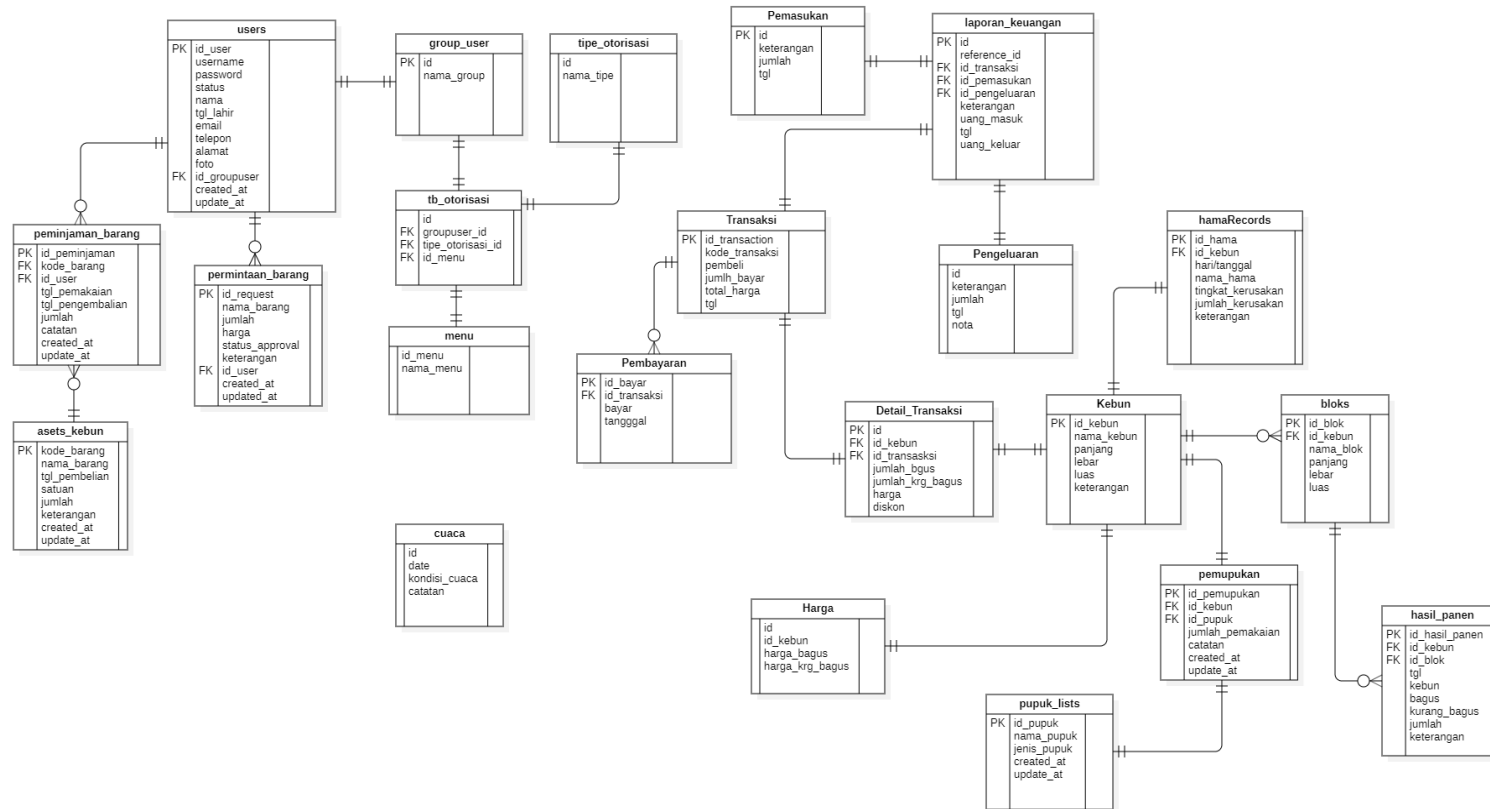 users
PK id_user
username
password
status
nama
tgl_lahir
email
telepon
alamat
foto
FK id_groupuser
created_at
update_at
group_user
PK id
nama_group
tipe_otorisasi
id
nama_tipe
Pemasukan
PK id
keterangan
jumlah
tgl
laporan_keuangan
PK id
reference_id
FK id_transaksi
FK id_pemasukan
FK id_pengeluaran
keterangan
uang_masuk
tgl
uang_keluar
peminjaman_barang
PK id_peminjaman
FK kode_barang
FK id_user
tgl_pemakaian
tgl_pengembalian
jumlah
catatan
created_at
update_at
permintaan_barang
PK id_request
nama_barang
jumlah
harga
status_approval
keterangan
FK id_user
created_at
updated_at
tb_otorisasi
id
FK groupuser_id
FK tipe_otorisasi_id
FK id_menu
menu
id_menu
nama_menu
Transaksi
PK id_transaction
kode_transaksi
pembeli
jumlh_bayar
total_harga
tgl
Pengeluaran
id
keterangan
jumlah
tgl
nota
hamaRecords
PK id_hama
FK id_kebun
hari/tanggal
nama_hama
tingkat_kerusakan
jumlah_kerusakan
keterangan
Pembayaran
PK id_bayar
FK id_transaksi
bayar
tangggal
asets_kebun
PK kode_barang
nama_barang
tgl_pembelian
satuan
jumlah
keterangan
created_at
update_at
Detail_Transaksi
PK id
FK id_kebun
FK id_transasksi
jumlah_bgus
jumlah_krg_bagus
harga
diskon
Kebun
PK id_kebun
nama_kebun
panjang
lebar
luas
keterangan
bloks
PK id_blok
FK id_kebun
nama_blok
panjang
lebar
luas
cuaca
id
date
kondisi_cuaca
catatan
Harga
id
id_kebun
harga_bagus
harga_krg_bagus
pemupukan
PK id_pemupukan
FK id_kebun
FK id_pupuk
jumlah_pemakaian
catatan
created_at
update_at
hasil_panen
PK id_hasil_panen
FK id_kebun
FK id_blok
tgl
kebun
bagus
kurang_bagus
jumlah
keterangan
pupuk_lists
PK id_pupuk
nama_pupuk
jenis_pupuk
created_at
update_at